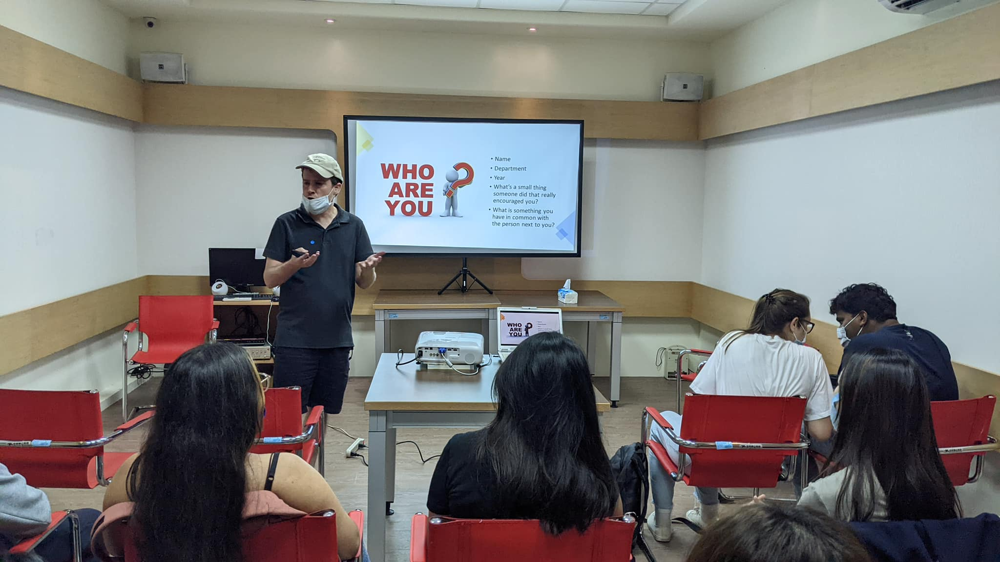 WHO
ARE
YOU
• Name
• Department
• Year
• What's a small thing
someone did that really
encouraged you?
• What is something you
have in common with
the person next to you?
WHO
ARE
YOU